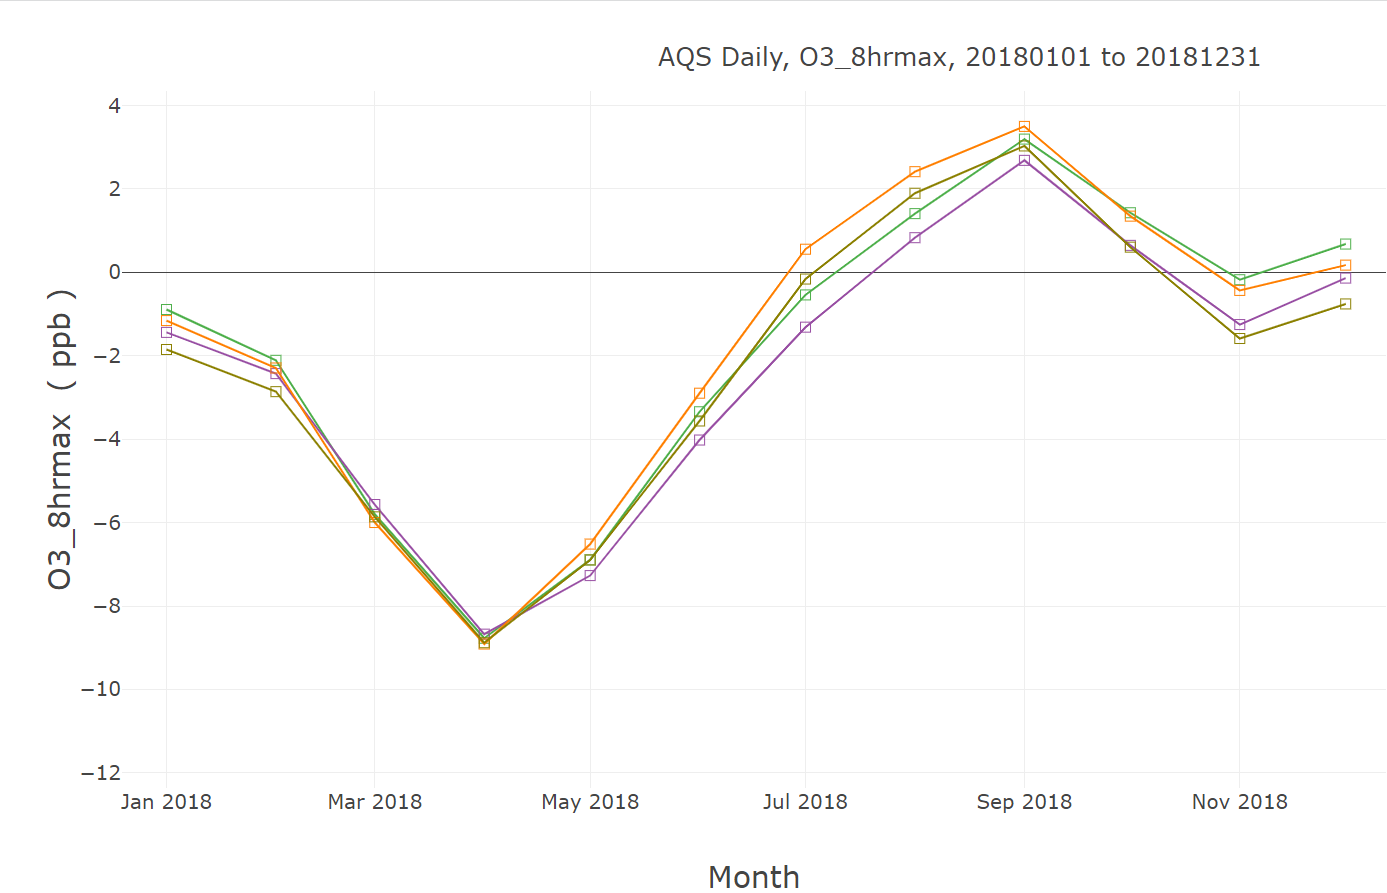 AQS Daily, O3_8hrmax, 20180101 to 20181231
4
2
0
−2
−4
−6
−8
−10
−12
O3_8hrmax ( ppb )
Jan 2018 Mar 2018 May 2018 Jul 2018 Sep 2018 Nov 2018
Month